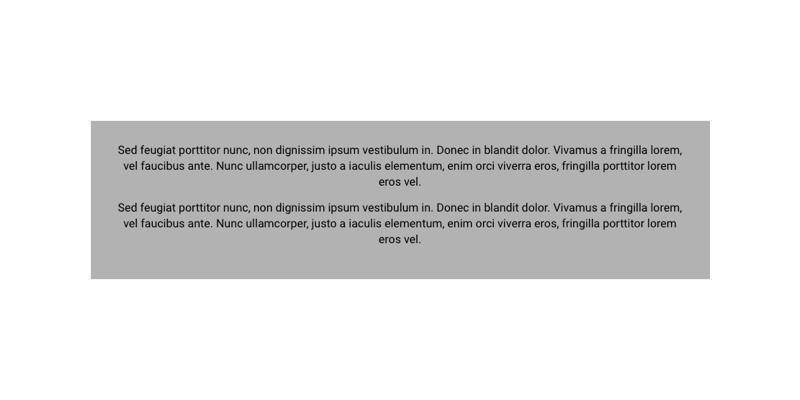 Sed feugiat porttitor nunc, non dignissim ipsum vestibulum in. Donec in blandit dolor. Vivamus a fringilla lorem,
vel faucibus ante. Nunc ullamcorper, justo a iaculis elementum, enim orci viverra eros, fringilla porttitor lorem
eros vel.
Sed feugiat porttitor nunc, non dignissim ipsum vestibulum in. Donec in blandit dolor. Vivamus a fringilla lorem,
vel faucibus ante. Nunc ullamcorper, justo a iaculis elementum, enim orci viverra eros, fringilla porttitor lorem
eros vel.